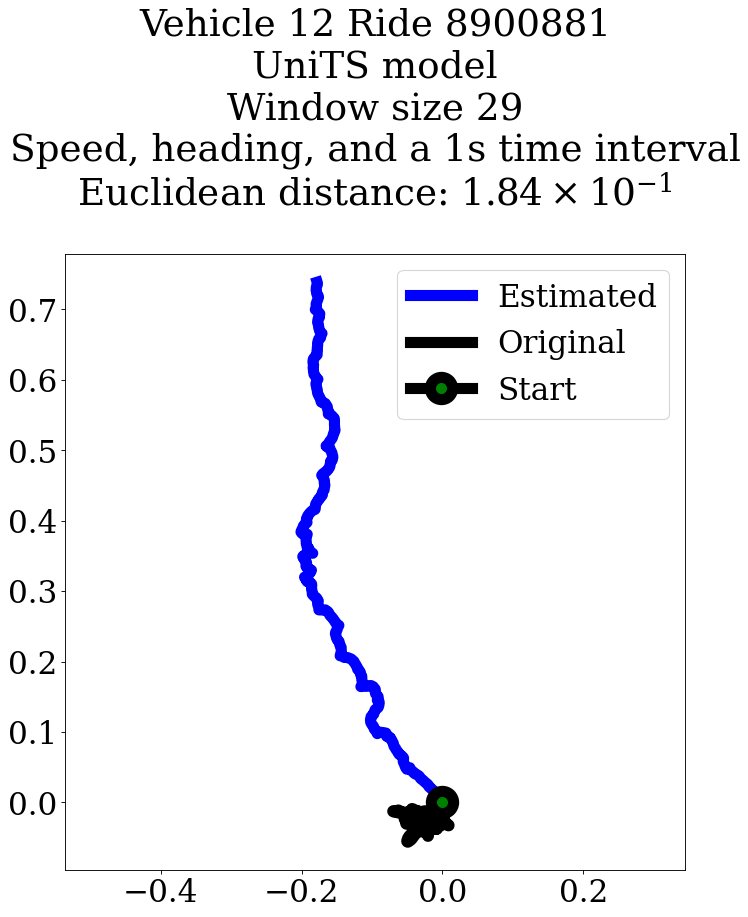 Vehicle 12 Ride 8900881
UniTS model
Window size 29
Speed, heading, and a 1s time interval
Euclidean distance: 1.84 × 10⁻¹
Estimated
Original
Start
0.7
0.6
0.5
0.4
0.3
0.2
0.1
0.0
−0.4
−0.2
0.0
0.2